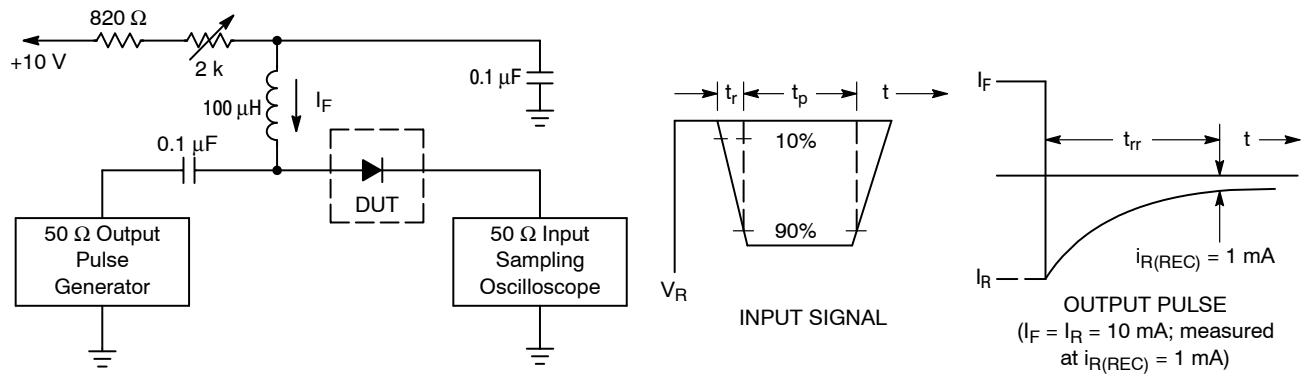 820 Ω
+10 V
2 k
100 µH
I_F
0.1 µF
0.1 µF
DUT
50 Ω Output
Pulse
Generator
50 Ω Input
Sampling
Oscilloscope
t_r
t_p
t
10%
90%
V_R
INPUT SIGNAL
I_F
t_rr
t
I_R
i_R(REC) = 1 mA
OUTPUT PULSE
(I_F = I_R = 10 mA; measured
at i_R(REC) = 1 mA)